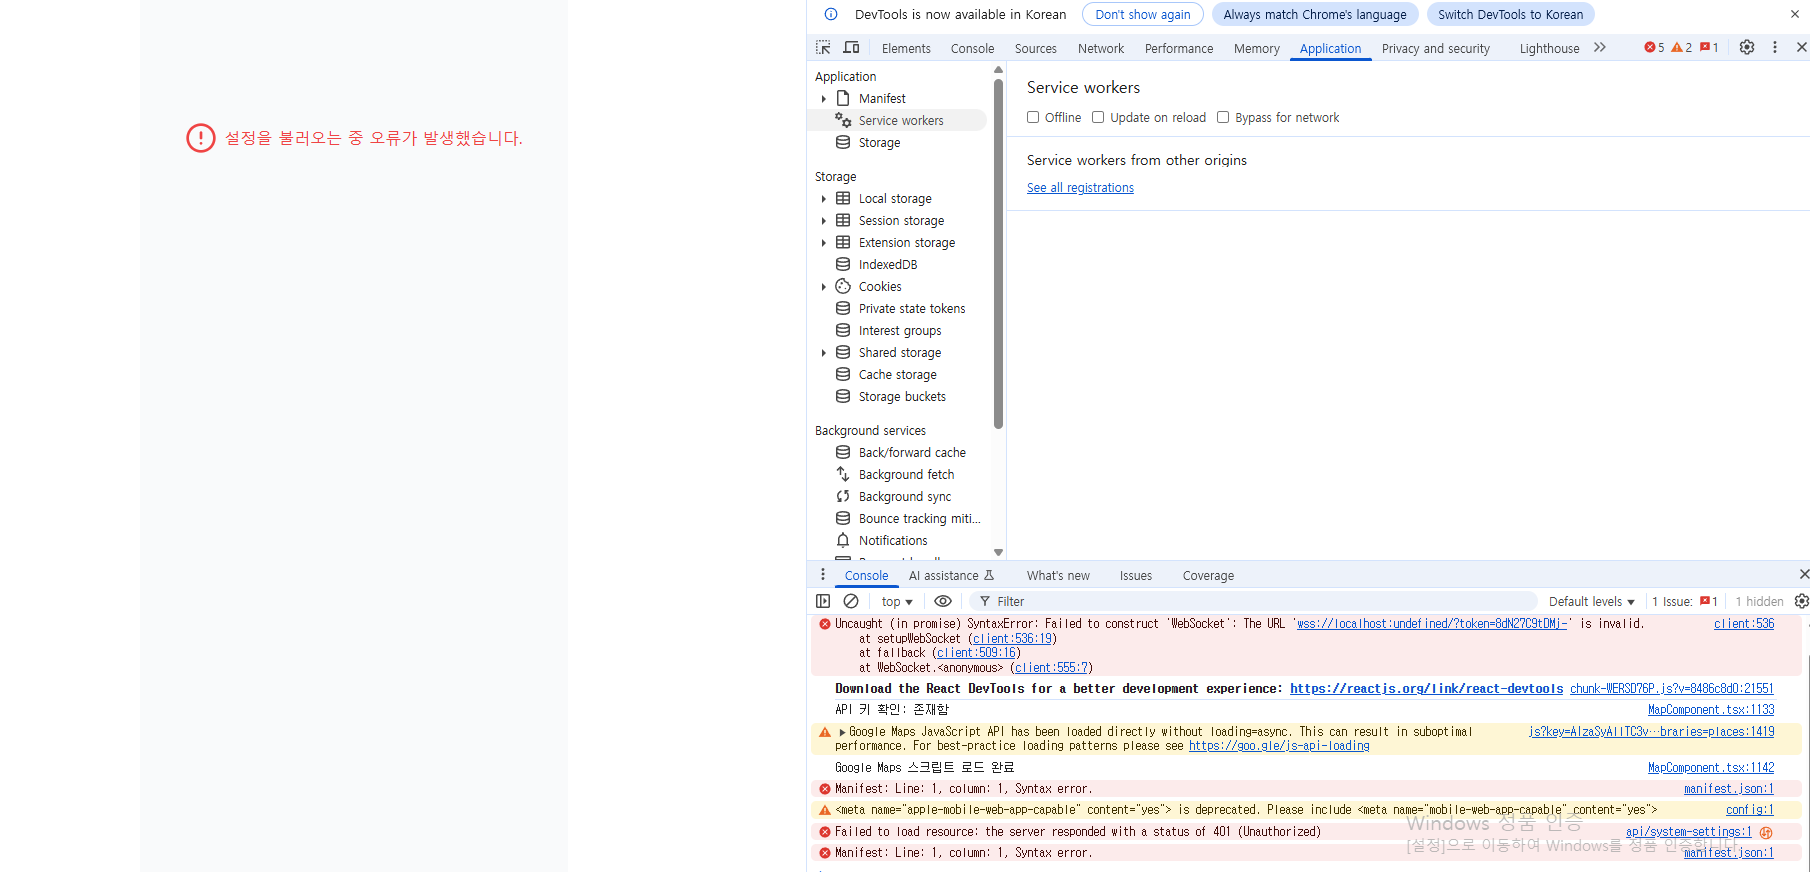 설정을 불러오는 중 오류가 발생했습니다.
DevTools is now available in Korean
Don't show again
Always match Chrome's language
Switch DevTools to Korean
Elements
Console
Sources
Network
Performance
Memory
Application
Privacy and security
Lighthouse
5
2
1
Application
Manifest
Service workers
Storage
Storage
Local storage
Session storage
Extension storage
IndexedDB
Cookies
Private state tokens
Interest groups
Shared storage
Cache storage
Storage buckets
Background services
Back/forward cache
Background fetch
Background sync
Bounce tracking miti...
Notifications
Service workers
Offline
Update on reload
Bypass for network
Service workers from other origins
See all registrations
Console
AI assistance
What's new
Issues
Coverage
top
Filter
Default levels
1 Issue: 1
1 hidden
Uncaught (in promise) SyntaxError: Failed to construct 'WebSocket': The URL 'wss://localhost:undefined/?token=8dN27C9tDMj-' is invalid. client:536
at setupWebSocket (client:536:19)
at fallback (client:509:16)
at WebSocket.<anonymous> (client:555:7)
Download the React DevTools for a better development experience: https://reactjs.org/link/react-devtools chunk-WERSD76P.js?v=8486c8d0:21551
API 키 확인: 존재함 MapComponent.tsx:1133
Google Maps JavaScript API has been loaded directly without loading=async. This can result in suboptimal js?key=AIzaSyAIlTC3v…braries=places:1419
performance. For best-practice loading patterns please see https://goo.gle/js-api-loading
Google Maps 스크립트 로드 완료 MapComponent.tsx:1142
Manifest: Line: 1, column: 1, Syntax error. manifest.json:1
<meta name="apple-mobile-web-app-capable" content="yes"> is deprecated. Please include <meta name="mobile-web-app-capable" content="yes"> config:1
Failed to load resource: the server responded with a status of 401 (Unauthorized) api/system-settings:1
Manifest: Line: 1, column: 1, Syntax error. manifest.json:1
Windows 정품 인증
[설정]으로 이동하여 Windows를 정품 인증합니다.